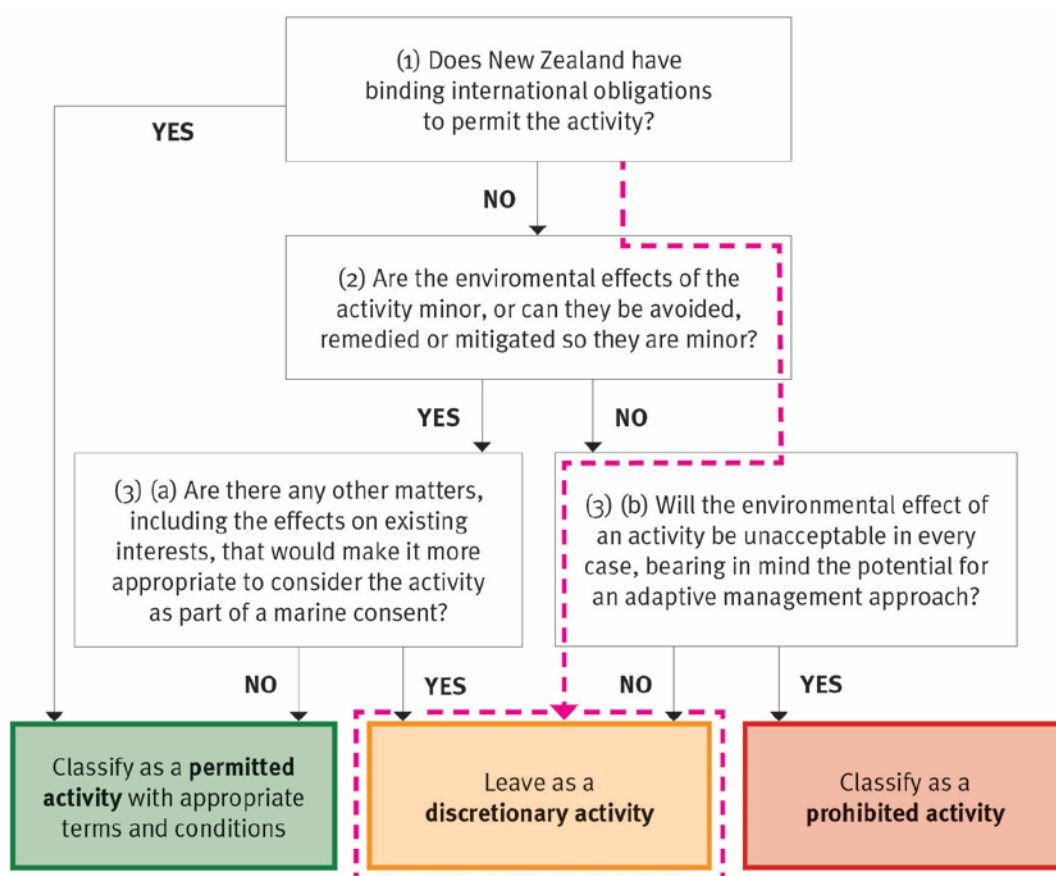 (1) Does New Zealand have
binding international obligations
to permit the activity?
YES
NO
(2) Are the enviromental effects of the
activity minor, or can they be avoided,
remedied or mitigated so they are minor?
YES
NO
(3) (a) Are there any other matters,
including the effects on existing
interests, that would make it more
appropriate to consider the activity
as part of a marine consent?
(3) (b) Will the environmental effect of
an activity be unacceptable in every
case, bearing in mind the potential for
an adaptive management approach?
NO
YES
NO
YES
Classify as a permitted
activity with appropriate
terms and conditions
Leave as a
discretionary activity
Classify as a
prohibited activity